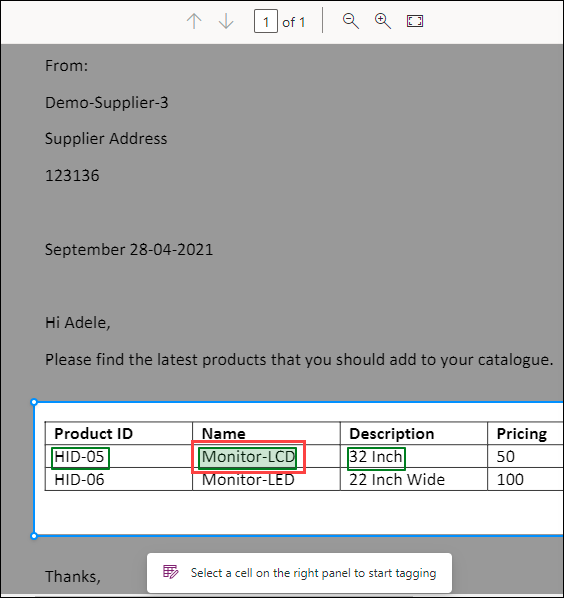 1 of 1
From:
Demo-Supplier-3
Supplier Address
123136
September 28-04-2021
Hi Adele,
Please find the latest products that you should add to your catalogue.
Product ID Name Description Pricing
HID-05 Monitor-LCD 32 Inch 50
HID-06 Monitor-LED 22 Inch Wide 100
Thanks,
Select a cell on the right panel to start tagging